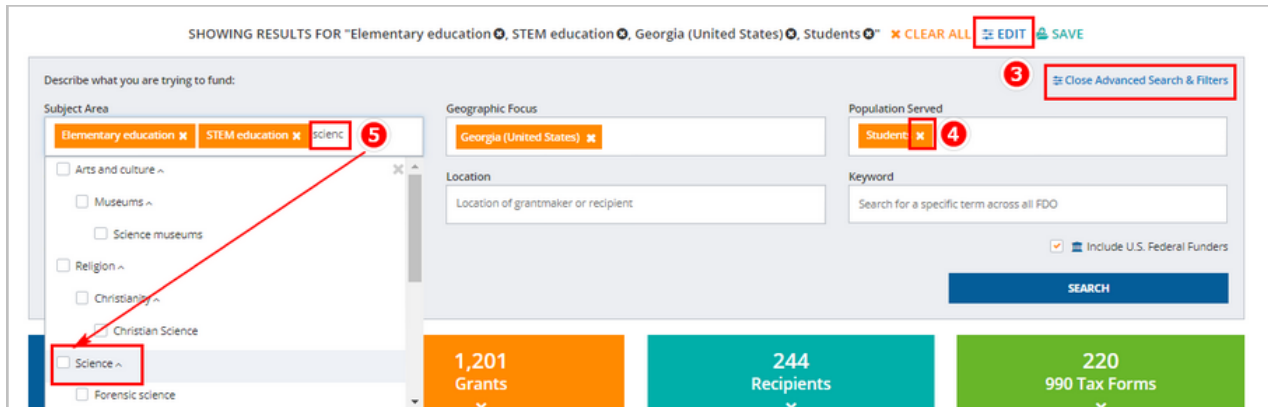 SHOWING RESULTS FOR "Elementary education, STEM education, Georgia (United States), Students" CLEAR ALL EDIT SAVE
3
Describe what you are trying to fund:
Close Advanced Search & Filters
Subject Area
Geographic Focus
Population Served
Elementary education STEM education scienc 5
Georgia (United States)
Students 4
Arts and culture
Museums
Science museums
Religion
Christianity
Christian Science
Science
Forensic science
Location
Keyword
Location of grantmaker or recipient
Search for a specific term across all FDO
Include U.S. Federal Funders
SEARCH
1,201
Grants
244
Recipients
220
990 Tax Forms